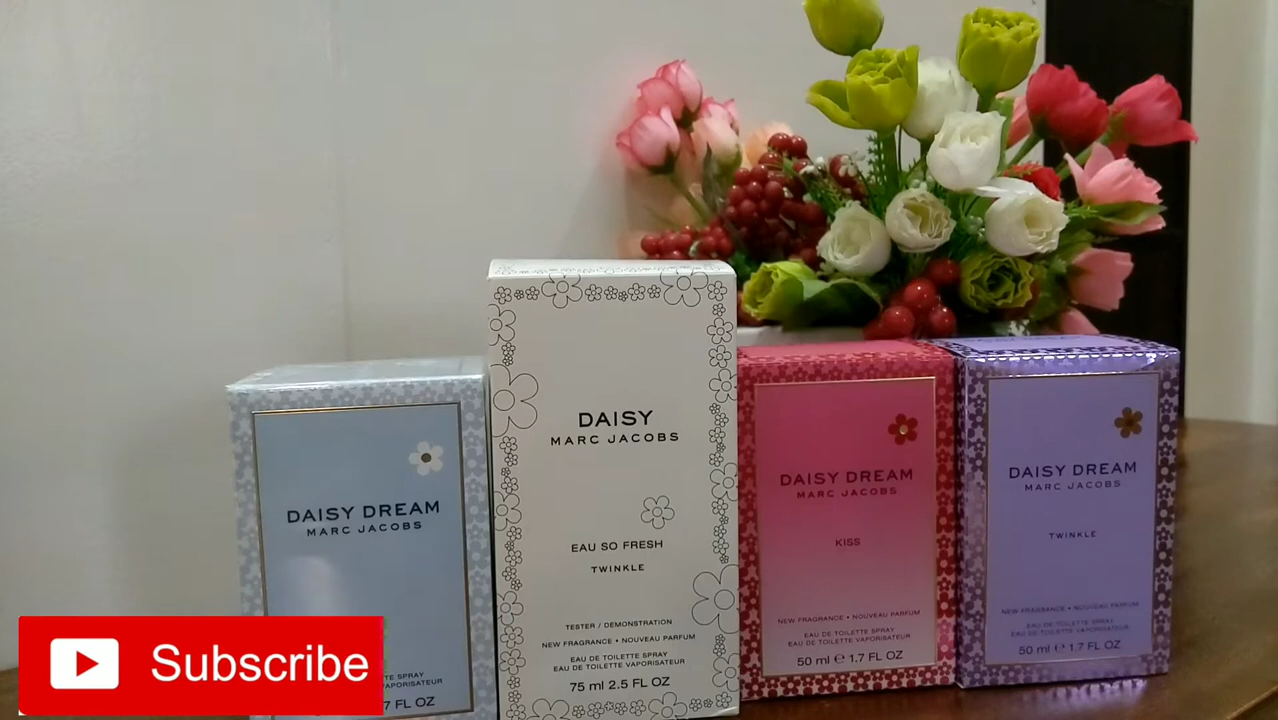 DAISY DREAM
MARC JACOBS
7 FL OZ
DAISY
MARC JACOBS
EAU SO FRESH
TWINKLE
TESTER / DEMONSTRATION
NEW FRAGRANCE • NOUVEAU PARFUM
EAU DE TOILETTE SPRAY
EAU DE TOILETTE VAPORISATEUR
75 ml 2.5 FL OZ
DAISY DREAM
MARC JACOBS
KISS
NEW FRAGRANCE • NOUVEAU PARFUM
EAU DE TOILETTE SPRAY
EAU DE TOILETTE VAPORISATEUR
50 ml ℮ 1.7 FL OZ
DAISY DREAM
MARC JACOBS
TWINKLE
NEW FRAGRANCE • NOUVEAU PARFUM
EAU DE TOILETTE SPRAY
EAU DE TOILETTE VAPORISATEUR
50 ml ℮ 1.7 FL OZ
Subscribe